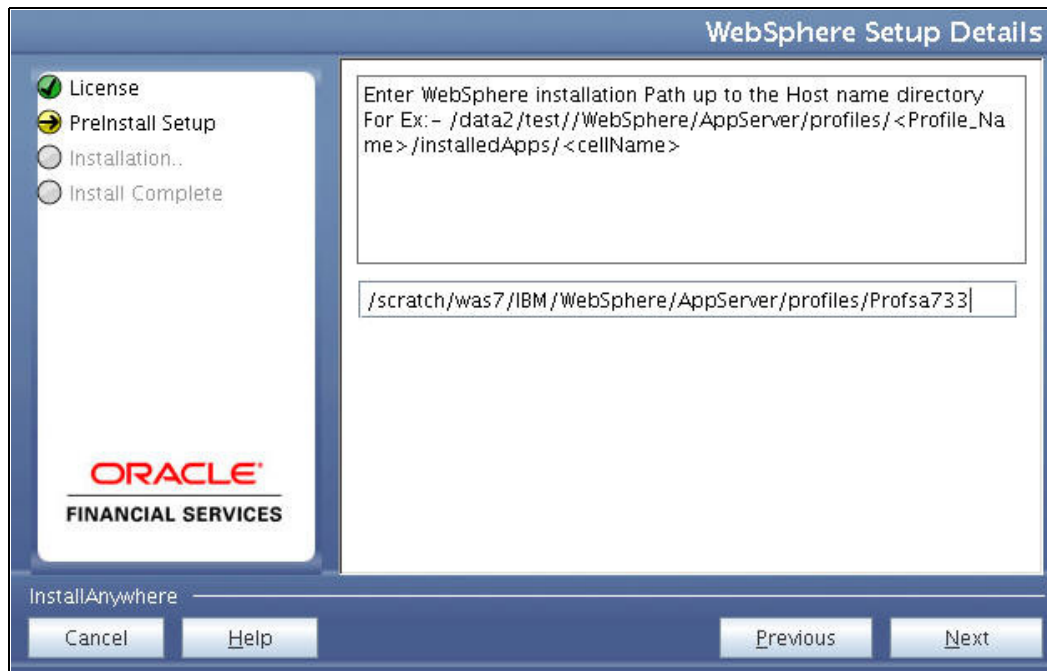 WebSphere Setup Details
License
PreInstall Setup
Installation..
Install Complete
Enter WebSphere installation Path up to the Host name directory
For Ex:- /data2/test//WebSphere/AppServer/profiles/<Profile_Na
me>/installedApps/<cellName>
/scratch/was7/IBM/WebSphere/AppServer/profiles/Profsa733
ORACLE
FINANCIAL SERVICES
InstallAnywhere
Cancel Help Previous Next